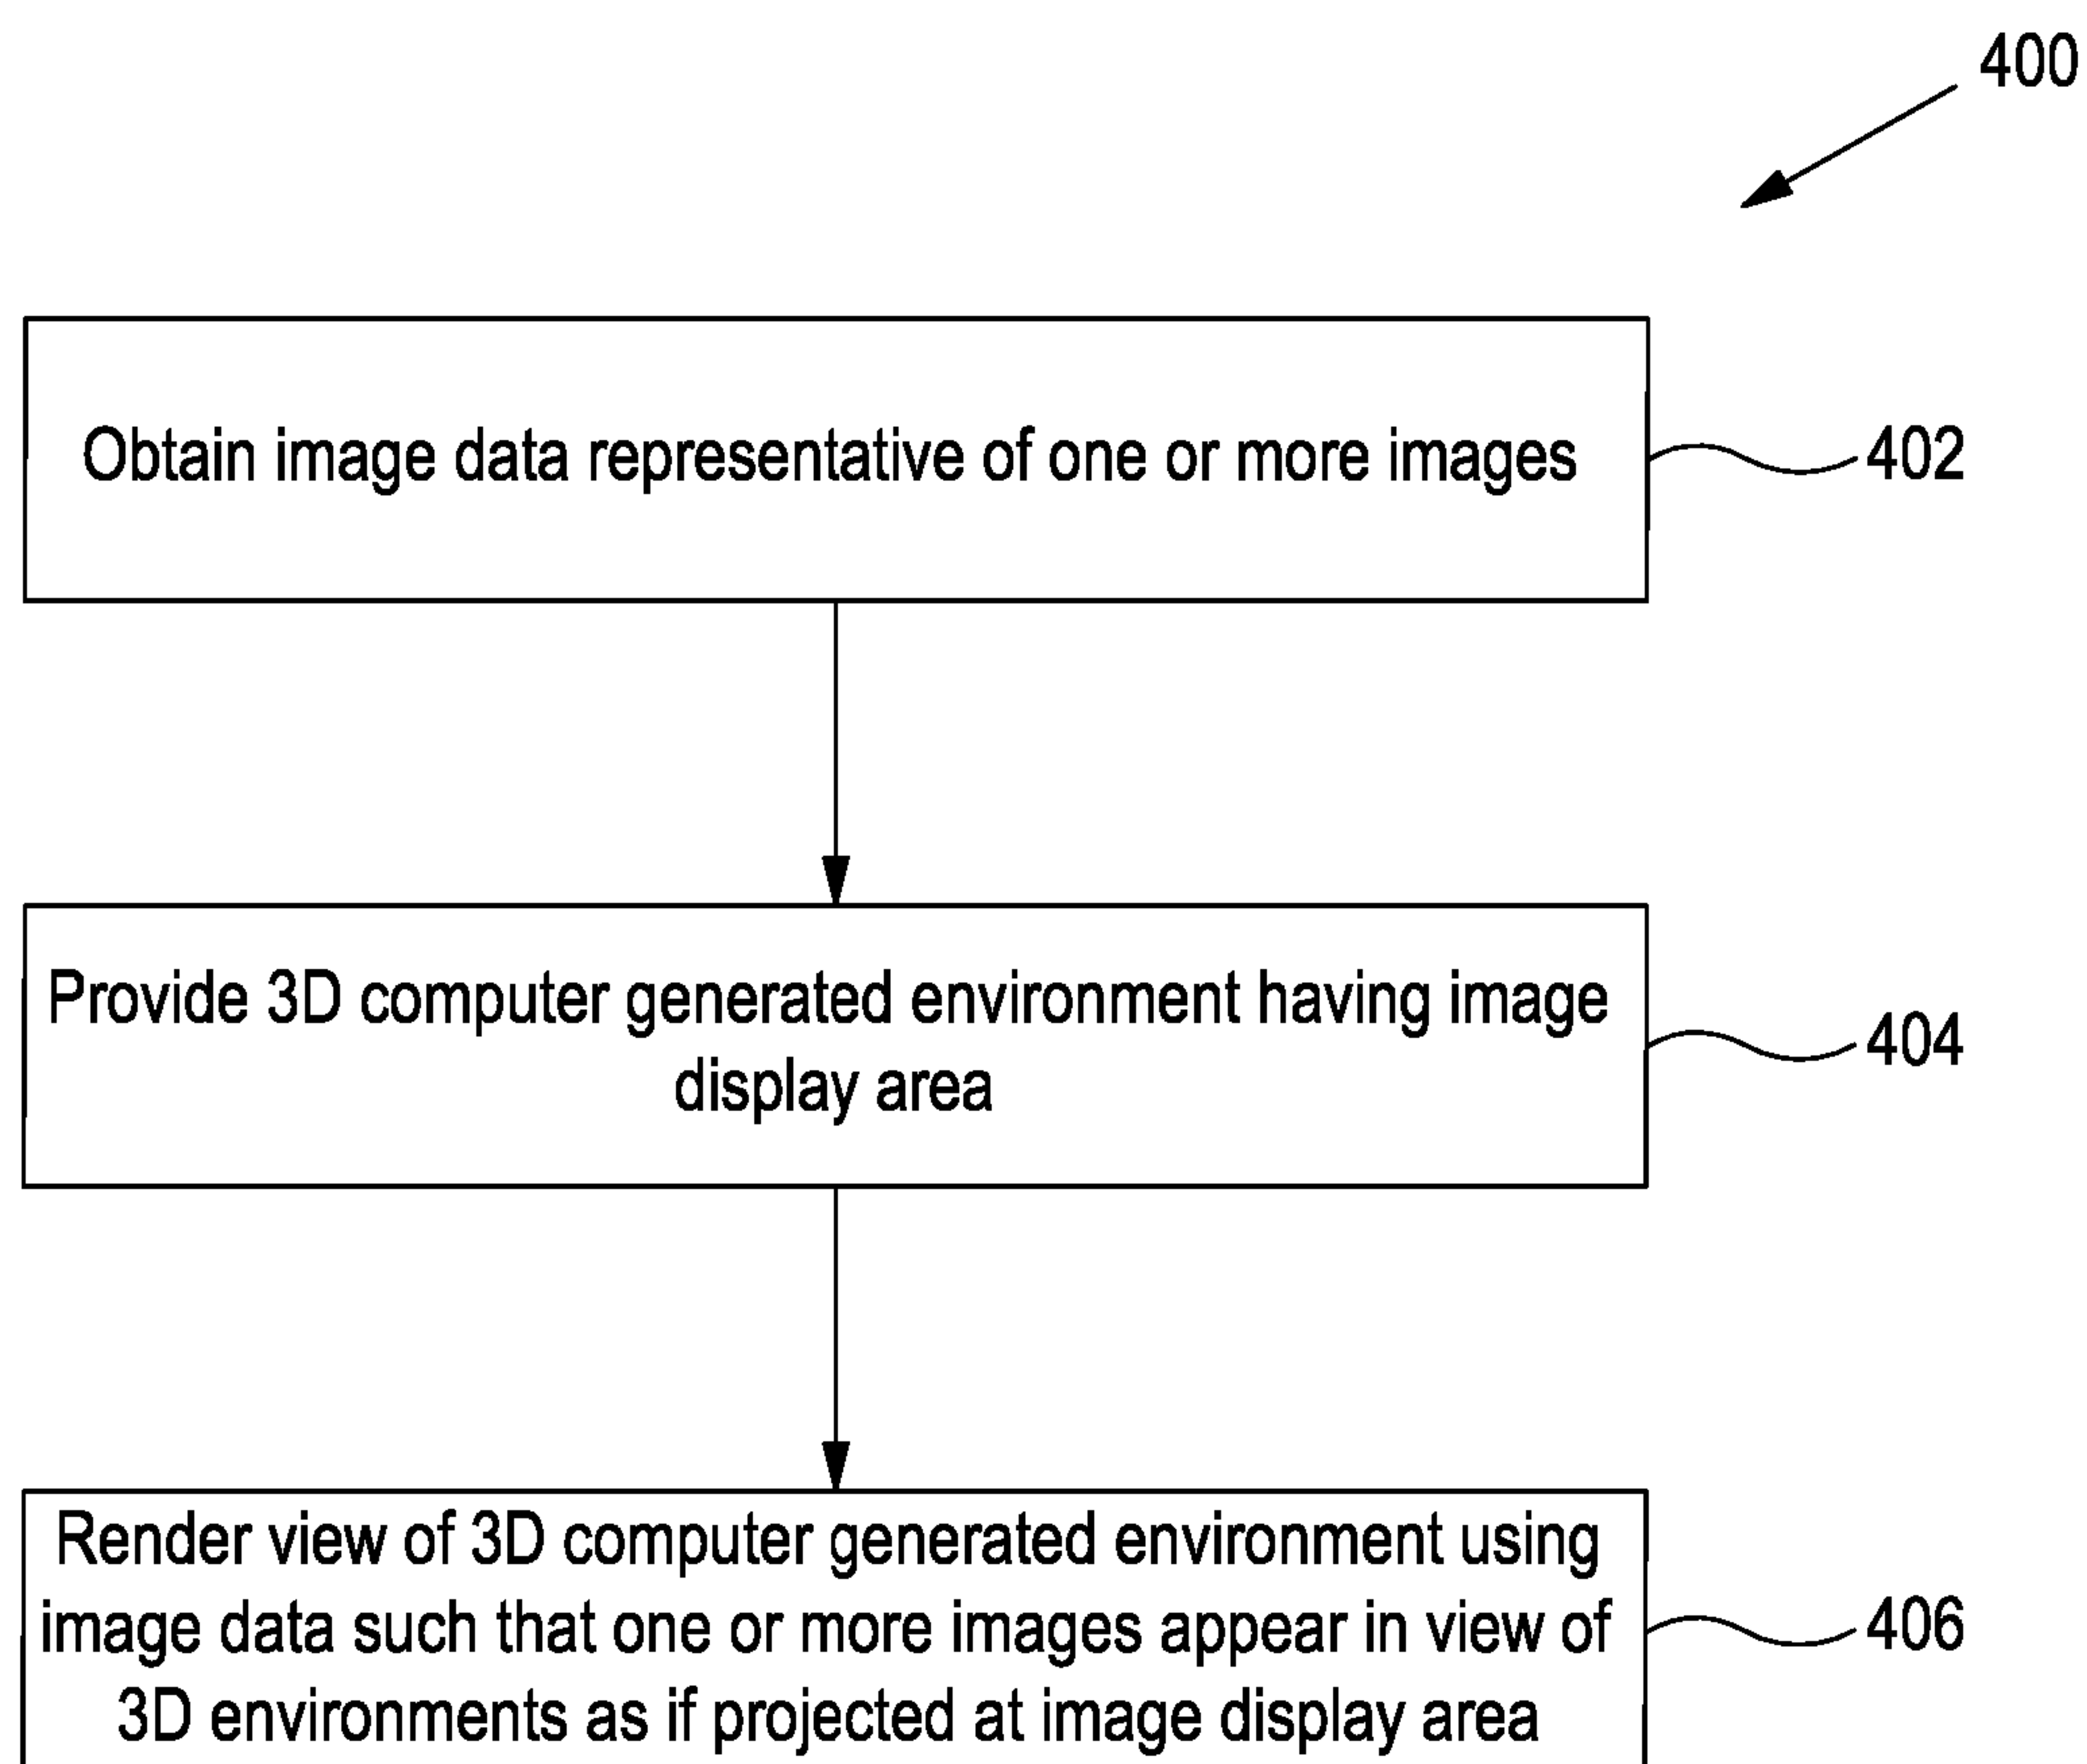 400
Obtain image data representative of one or more images
402
Provide 3D computer generated environment having image
display area
404
Render view of 3D computer generated environment using
image data such that one or more images appear in view of
3D environments as if projected at image display area
406